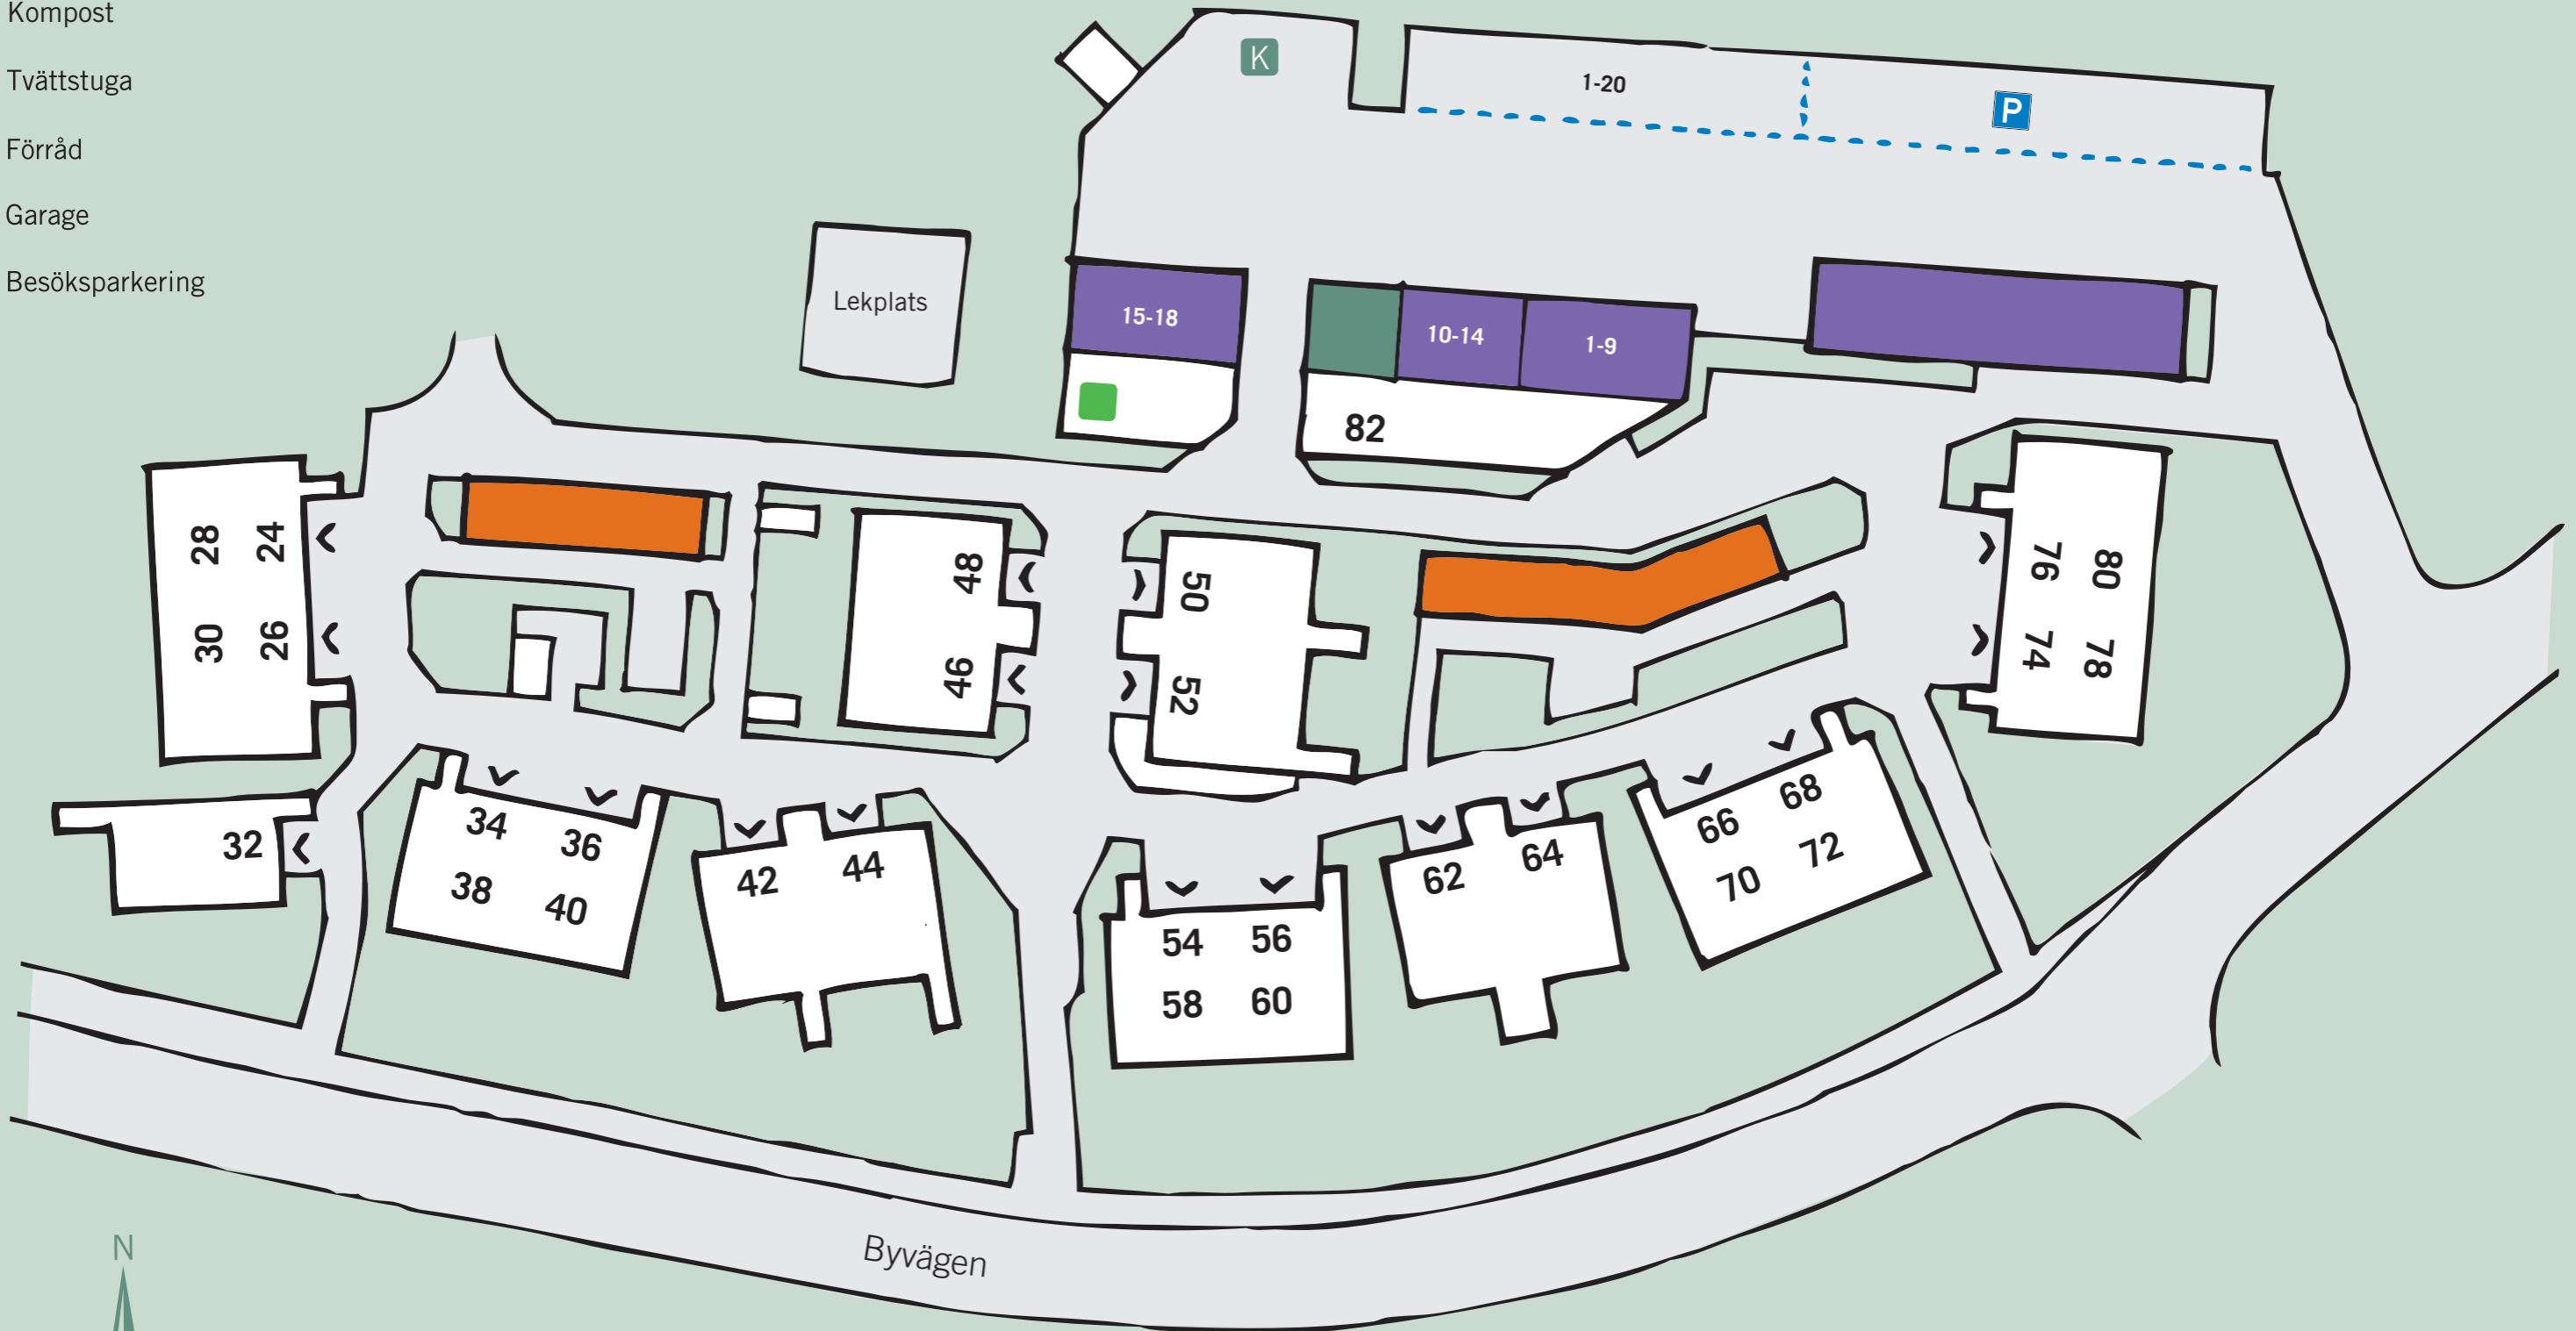 Kompost
Tvättstuga
Förråd
Garage
Besöksparkering
K
1-20
P
Lekplats
15-18
10-14
1-9
82
28 24
30 26
48
46
50
52
76 80
74 78
32
34 36
38 40
42 44
54 56
58 60
62 64
66 68
70 72
Byvägen
N